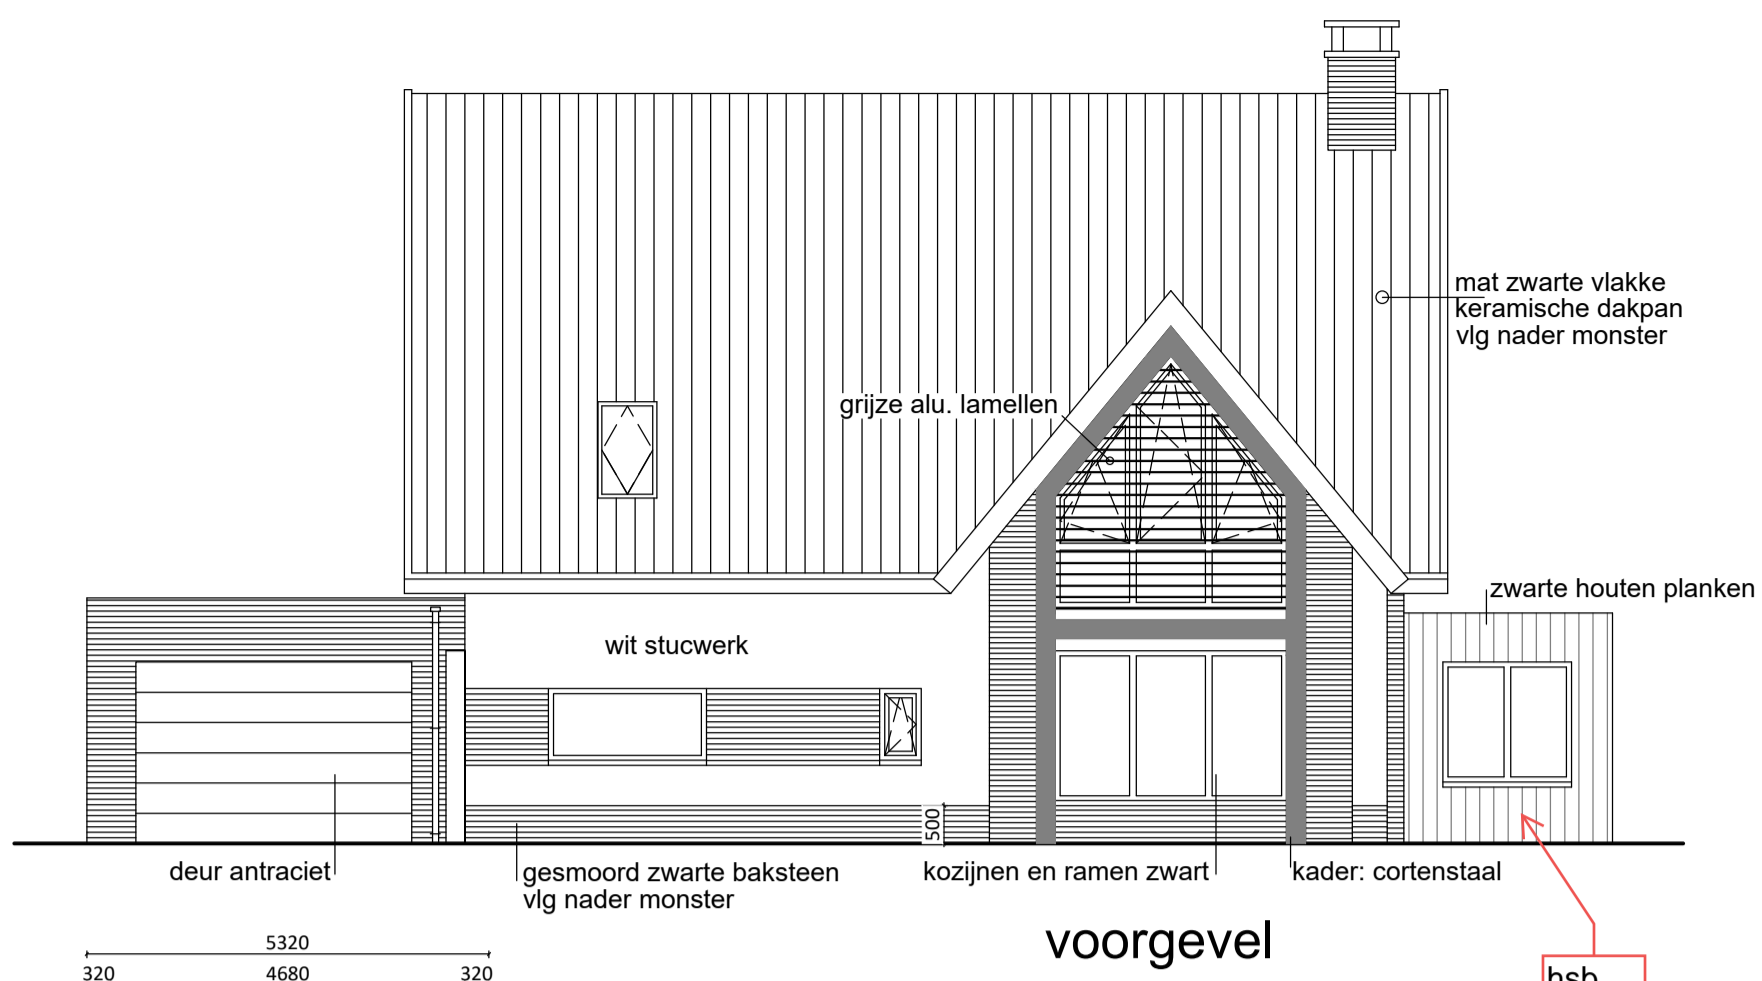 mat zwarte vlakke
keramische dakpan
vlg nader monster
grijze alu. lamellen
zwarte houten planken
wit stucwerk
500
deur antraciet
gesmoord zwarte baksteen
vlg nader monster
kozijnen en ramen zwart
kader: cortenstaal
voorgevel
5320
320 4680 320
hsb